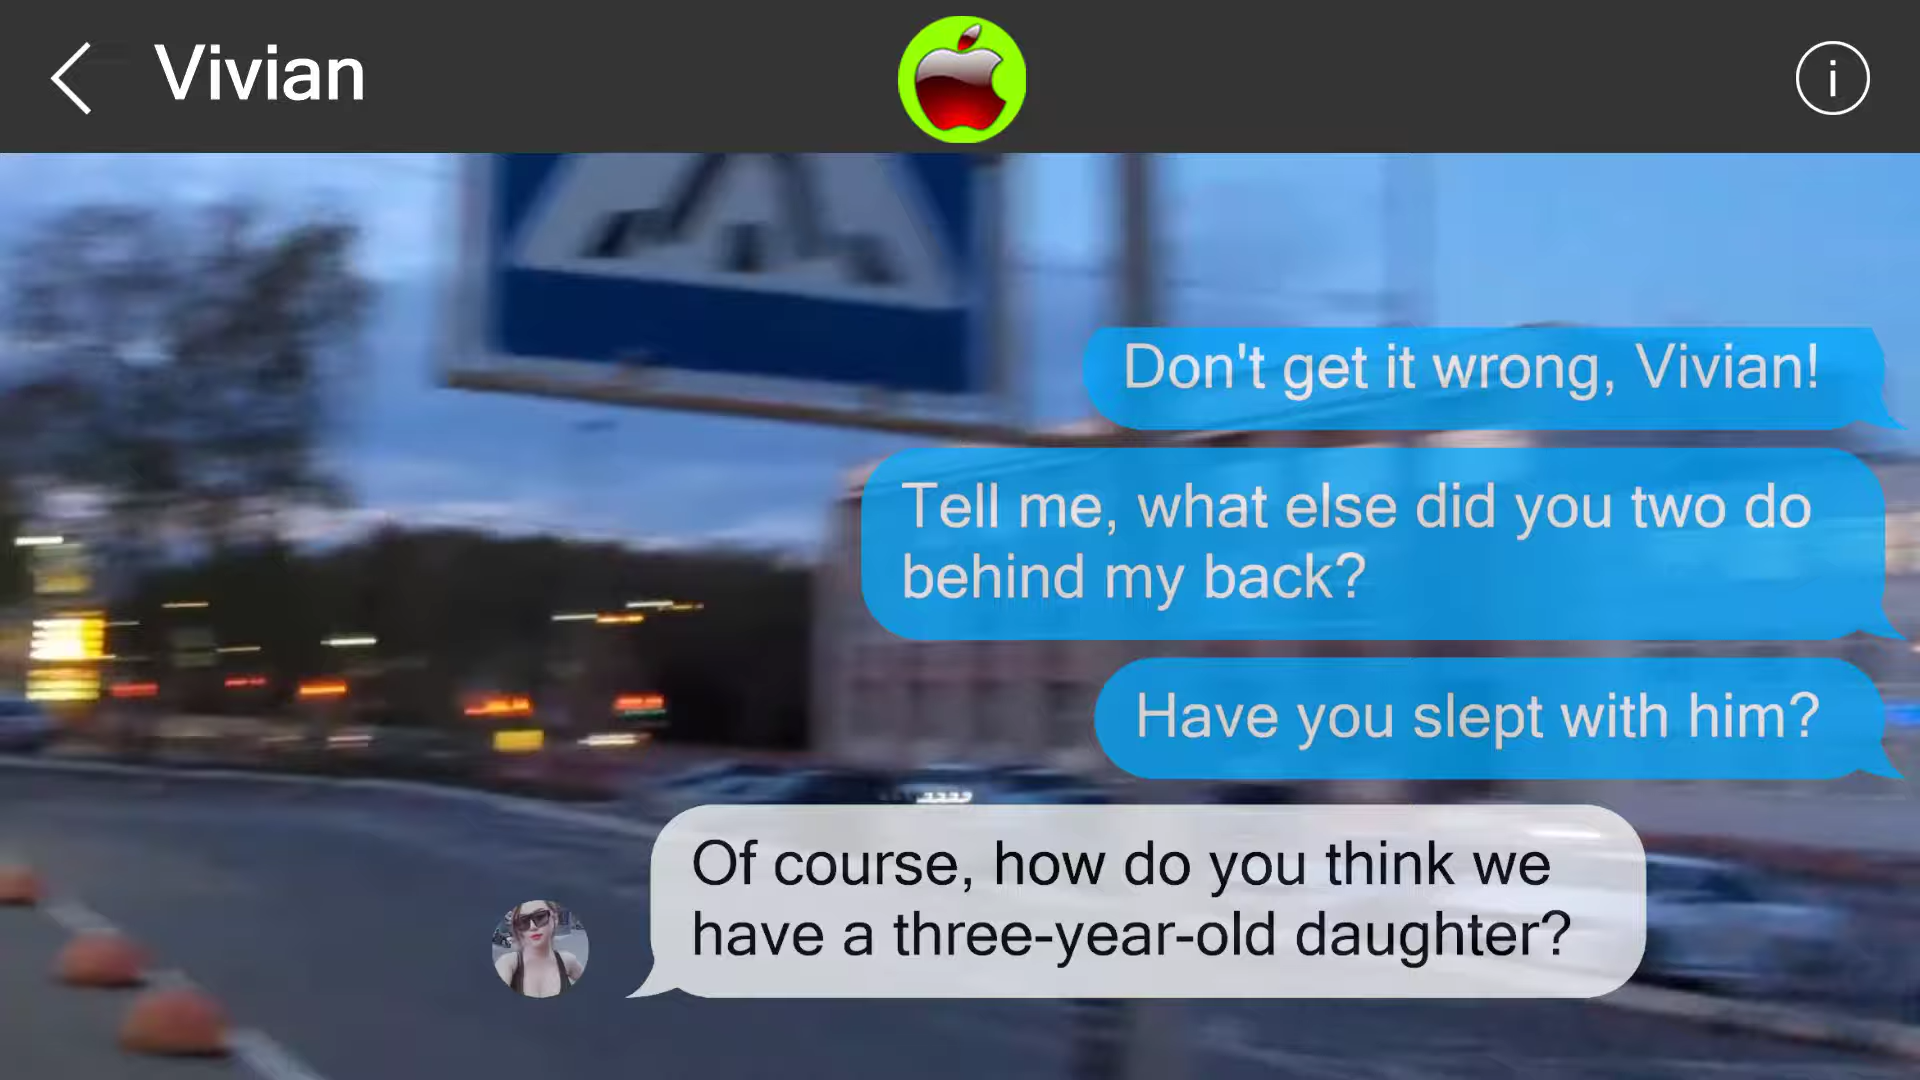 Vivian
Don't get it wrong, Vivian!
Tell me, what else did you two do
behind my back?
Have you slept with him?
Of course, how do you think we
have a three-year-old daughter?